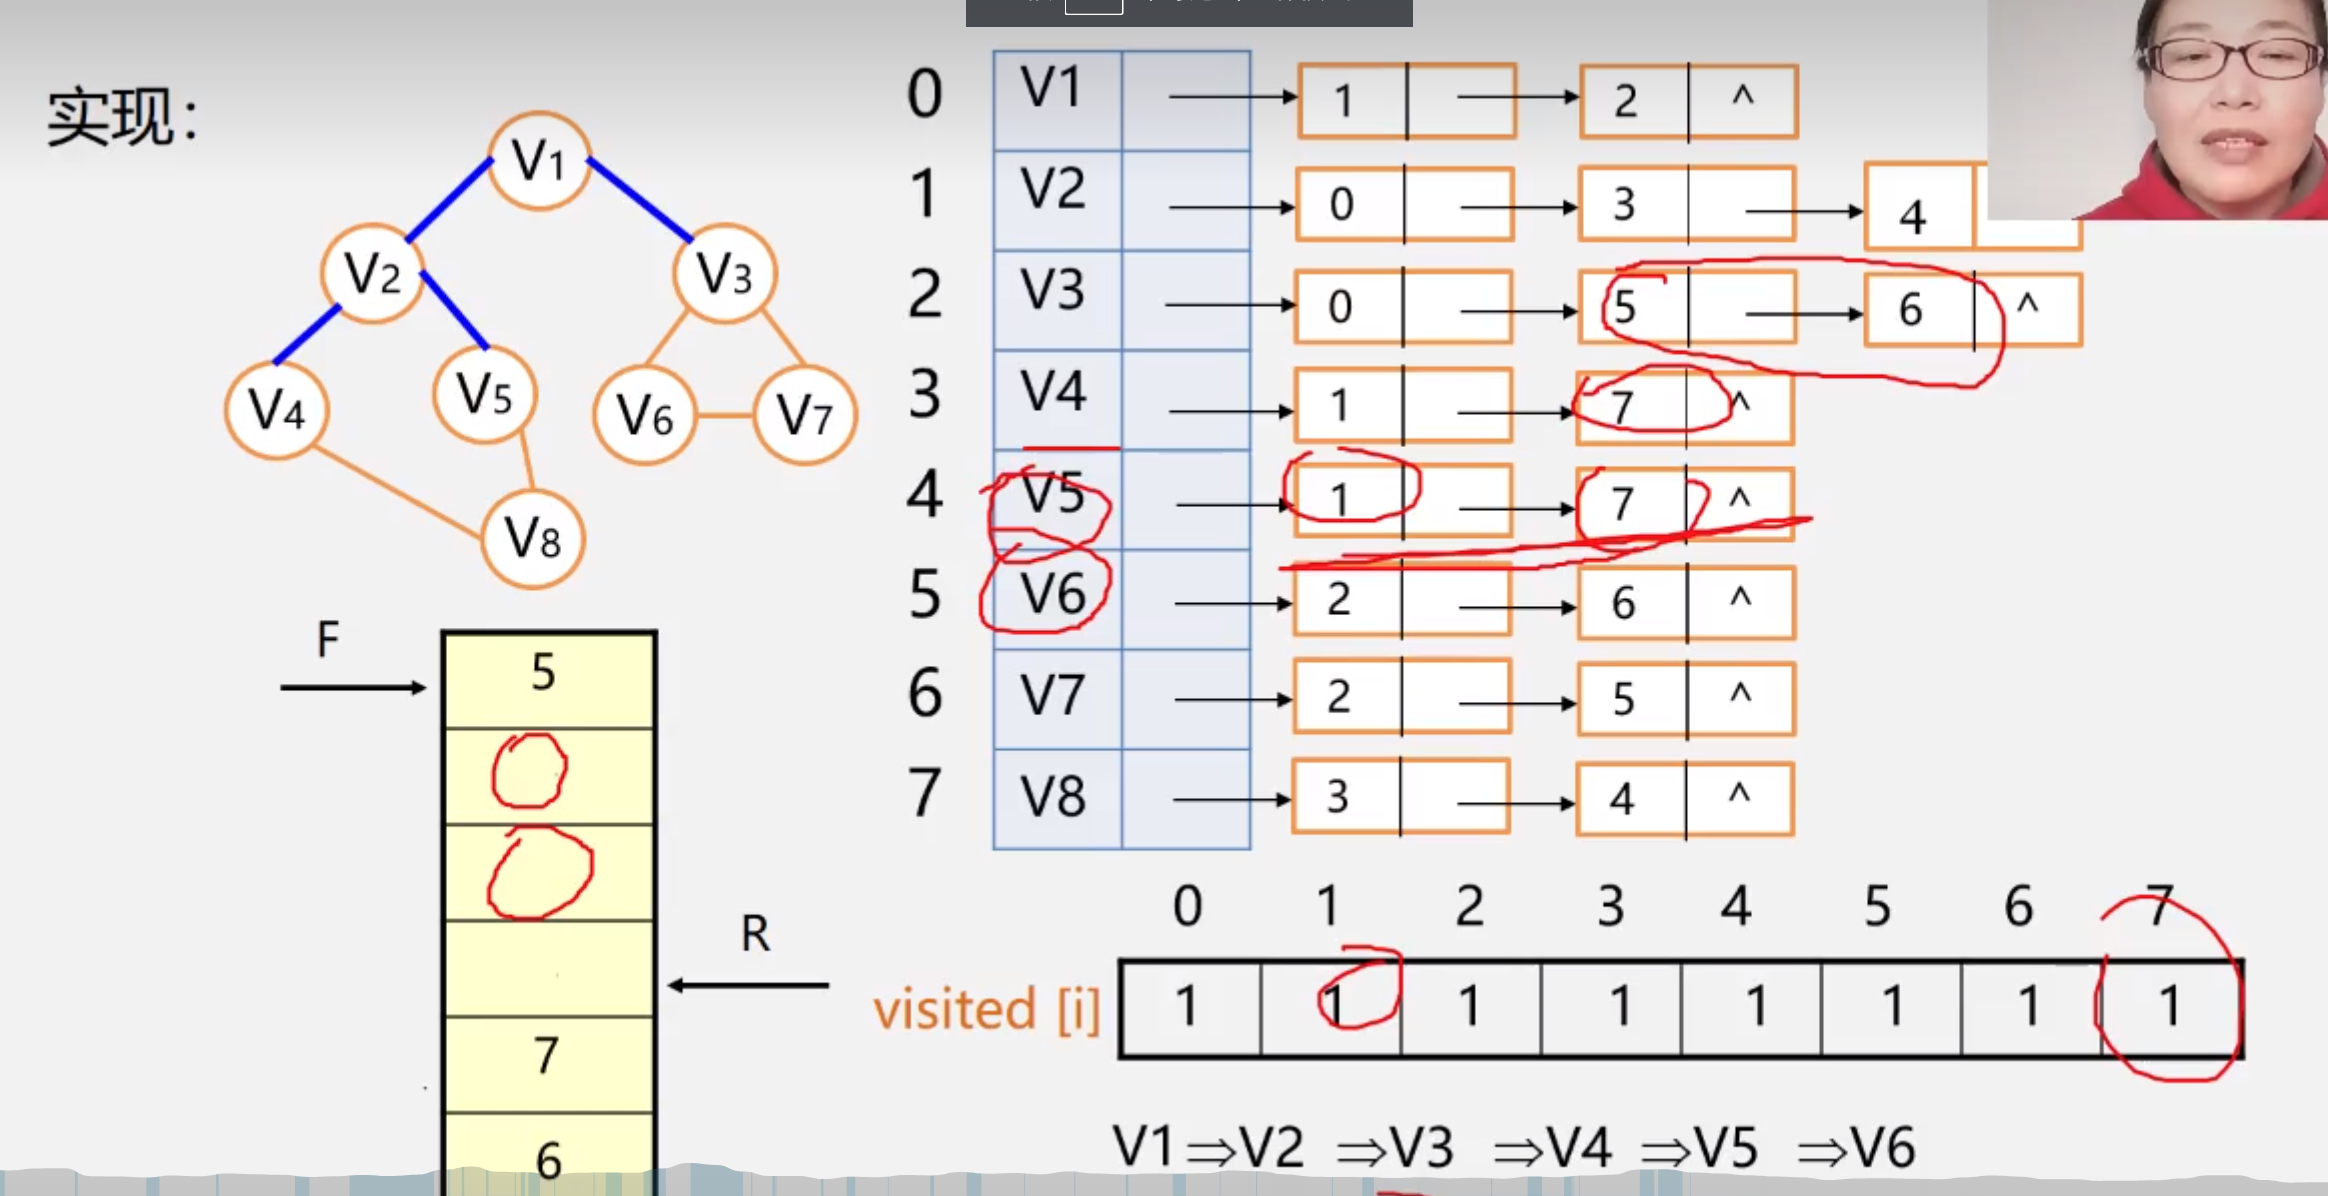 实现:
V1
V2
V3
V4
V5
V6
V7
V8
F
5
R
7
6
0 V1 1 2 ^
1 V2 0 3 4
2 V3 0 5 6 ^
3 V4 1 7 ^
4 V5 1 7 ^
5 V6 2 6 ^
6 V7 2 5 ^
7 V8 3 4 ^
0 1 2 3 4 5 6 7
visited [i] 1 1 1 1 1 1 1 1
V1⇒V2 ⇒V3 ⇒V4 ⇒V5 ⇒V6